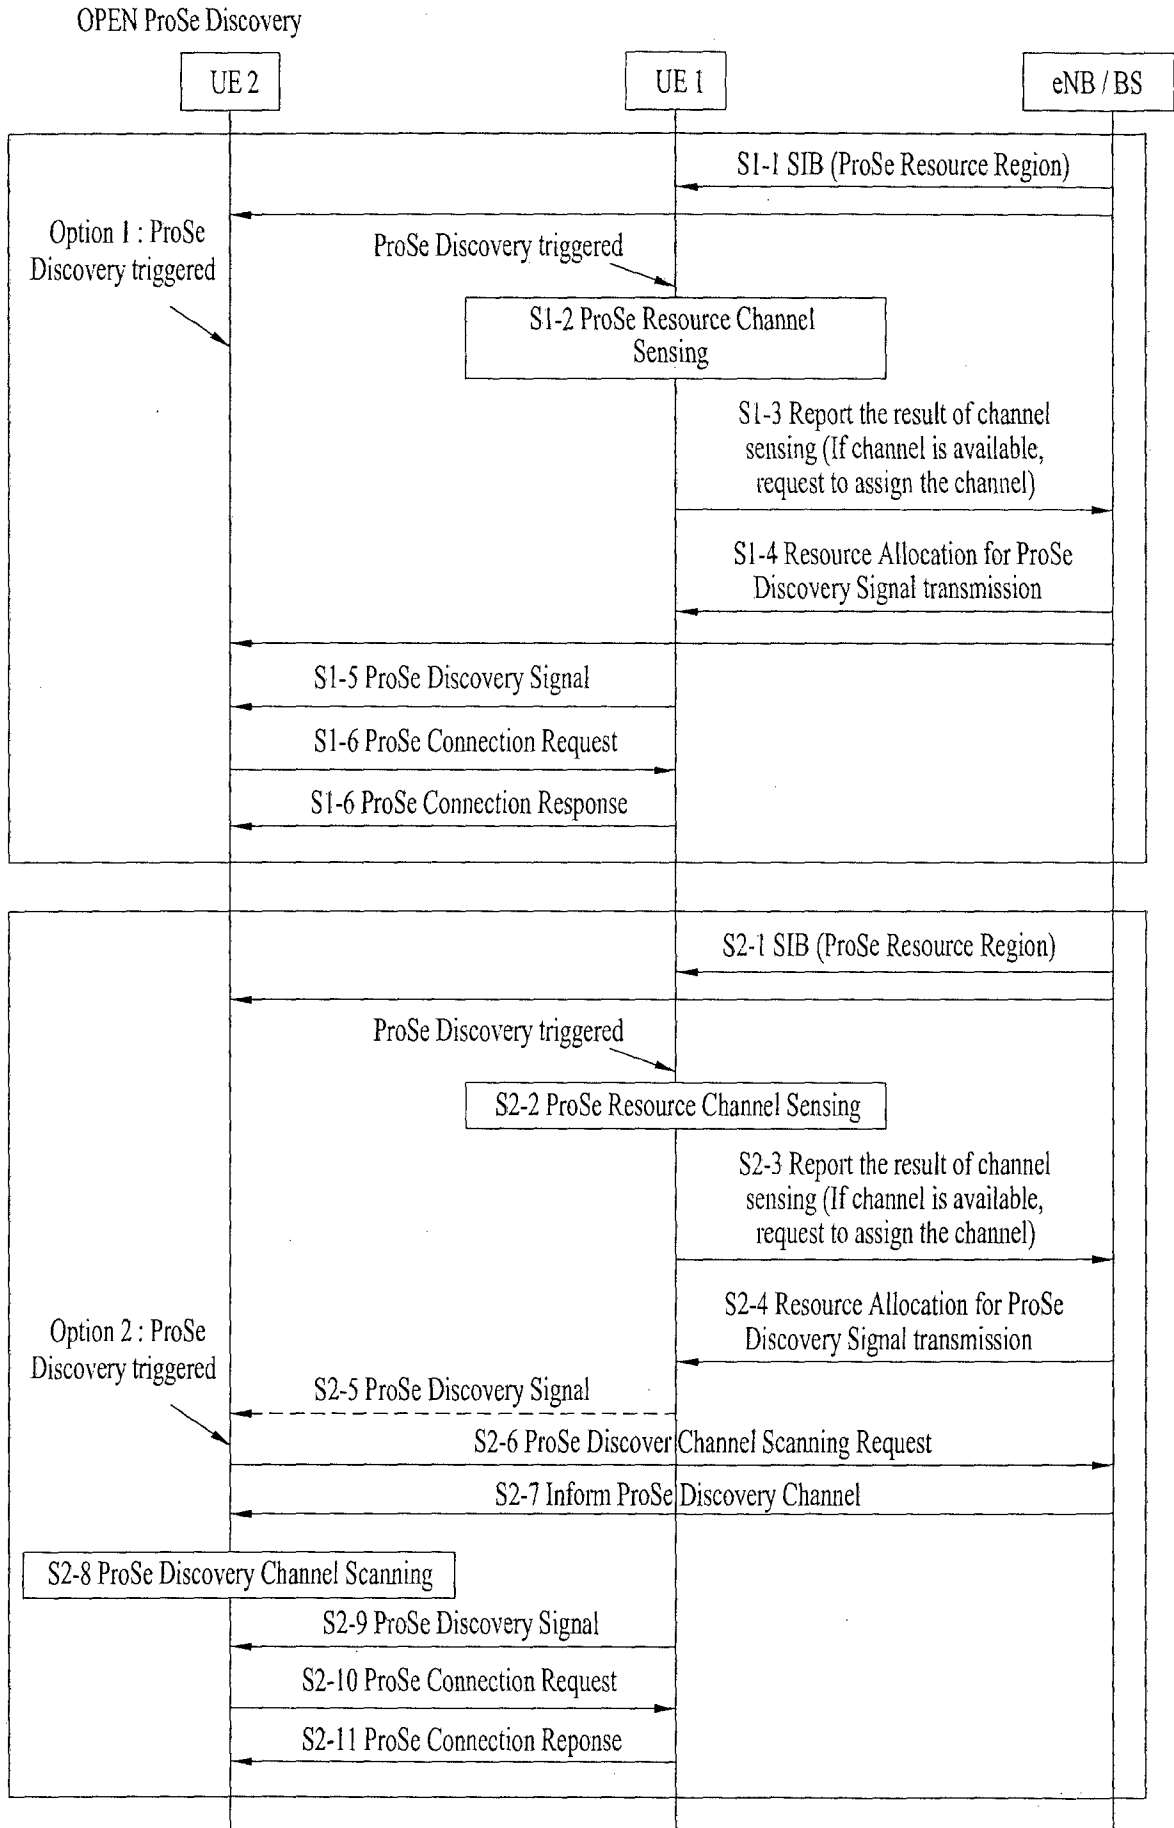 OPEN ProSe Discovery
UE 2
UE 1
eNB / BS
S1-1 SIB (ProSe Resource Region)
Option 1 : ProSe
Discovery triggered
ProSe Discovery triggered
S1-2 ProSe Resource Channel
Sensing
S1-3 Report the result of channel
sensing (If channel is available,
request to assign the channel)
S1-4 Resource Allocation for ProSe
Discovery Signal transmission
S1-5 ProSe Discovery Signal
S1-6 ProSe Connection Request
S1-6 ProSe Connection Response
S2-1 SIB (ProSe Resource Region)
ProSe Discovery triggered
S2-2 ProSe Resource Channel Sensing
S2-3 Report the result of channel
sensing (If channel is available,
request to assign the channel)
S2-4 Resource Allocation for ProSe
Discovery Signal transmission
Option 2 : ProSe
Discovery triggered
S2-5 ProSe Discovery Signal
S2-6 ProSe Discover Channel Scanning Request
S2-7 Inform ProSe Discovery Channel
S2-8 ProSe Discovery Channel Scanning
S2-9 ProSe Discovery Signal
S2-10 ProSe Connection Request
S2-11 ProSe Connection Reponse